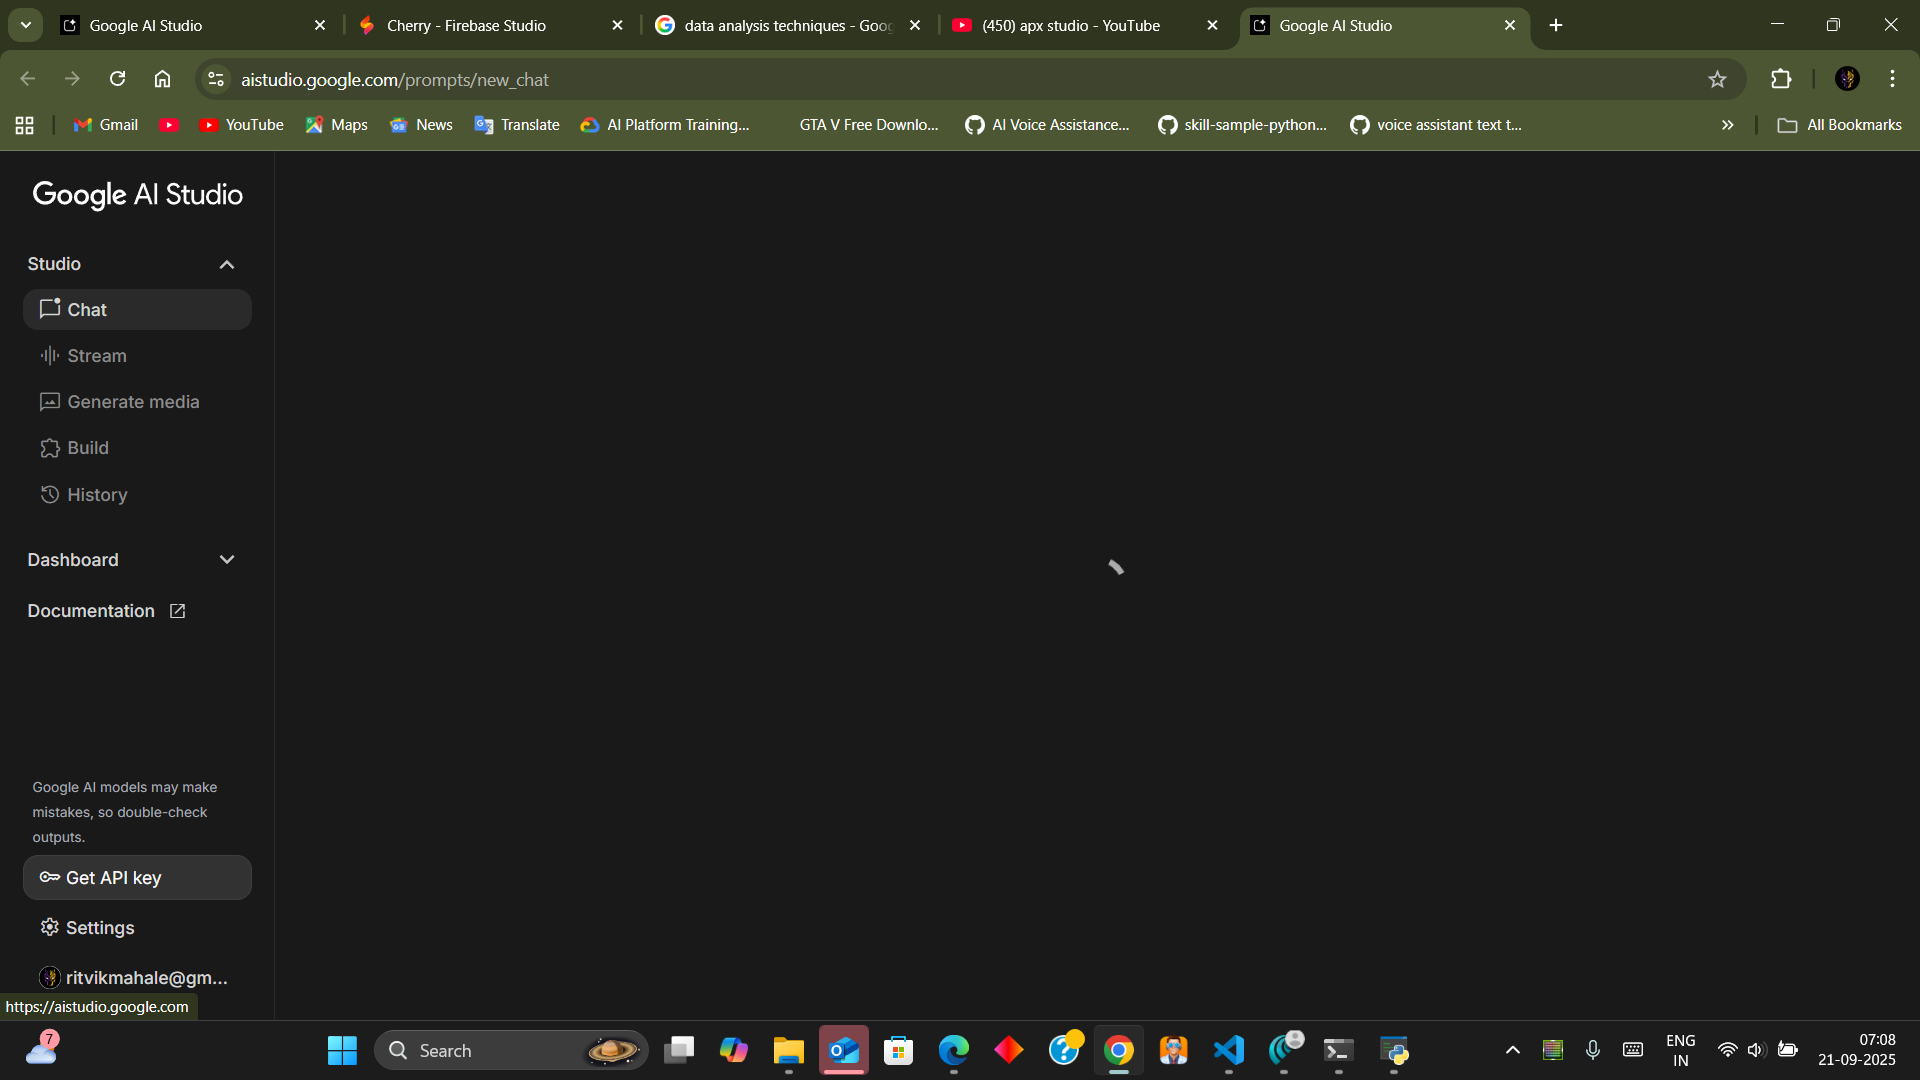 Google AI Studio
Cherry - Firebase Studio
data analysis techniques - Goog
(450) apx studio - YouTube
Google AI Studio
aistudio.google.com/prompts/new_chat
Gmail
YouTube
Maps
News
Translate
AI Platform Training...
GTA V Free Downlo...
AI Voice Assistance...
skill-sample-python...
voice assistant text t...
All Bookmarks
Google AI Studio
Studio
Chat
Stream
Generate media
Build
History
Dashboard
Documentation
Google AI models may make
mistakes, so double-check
outputs.
Get API key
Settings
ritvikmahale@gm...
https://aistudio.google.com
7
Search
ENG
IN
07:08
21-09-2025